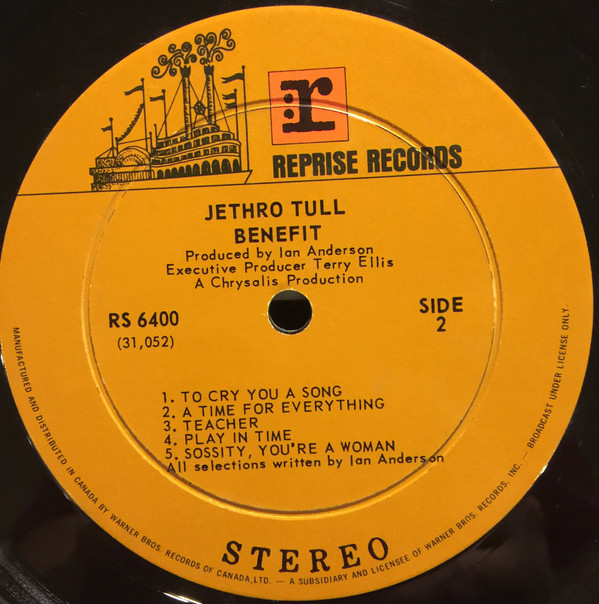 r
REPRISE RECORDS
JETHRO TULL
BENEFIT
Produced by Ian Anderson
Executive Producer Terry Ellis
A Chrysalis Production
RS 6400
(31,052)
SIDE
2
1. TO CRY YOU A SONG
2. A TIME FOR EVERYTHING
3. TEACHER
4. PLAY IN TIME
5. SOSSITY, YOU'RE A WOMAN
All selections written by Ian Anderson
STEREO
MANUFACTURED AND DISTRIBUTED IN CANADA BY WARNER BROS. RECORDS OF CANADA, LTD. — A SUBSIDIARY AND LICENSEE OF WARNER BROS. RECORDS, INC. — BROADCAST UNDER LICENSE ONLY.